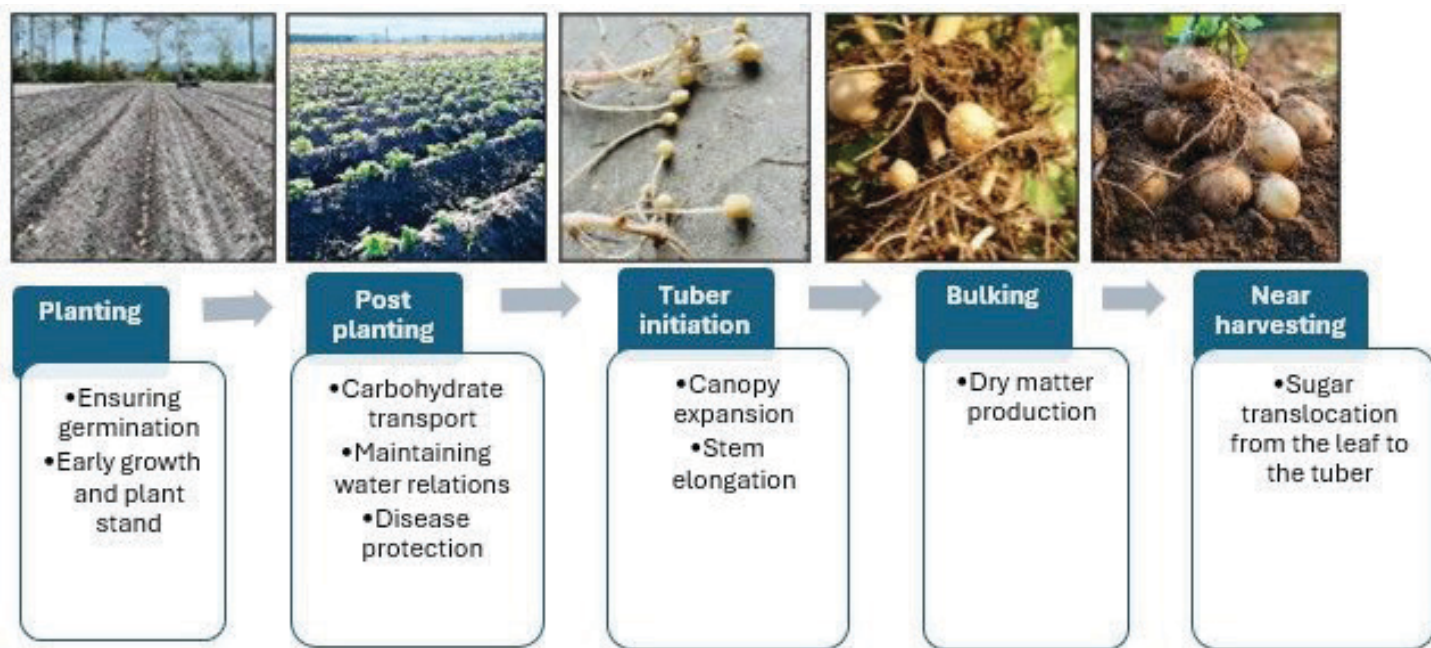 Planting
•Ensuring
germination
•Early growth
and plant
stand
Post
planting
•Carbohydrate
transport
•Maintaining
water relations
•Disease
protection
Tuber
initiation
•Canopy
expansion
•Stem
elongation
Bulking
•Dry matter
production
Near
harvesting
•Sugar
translocation
from the leaf to
the tuber